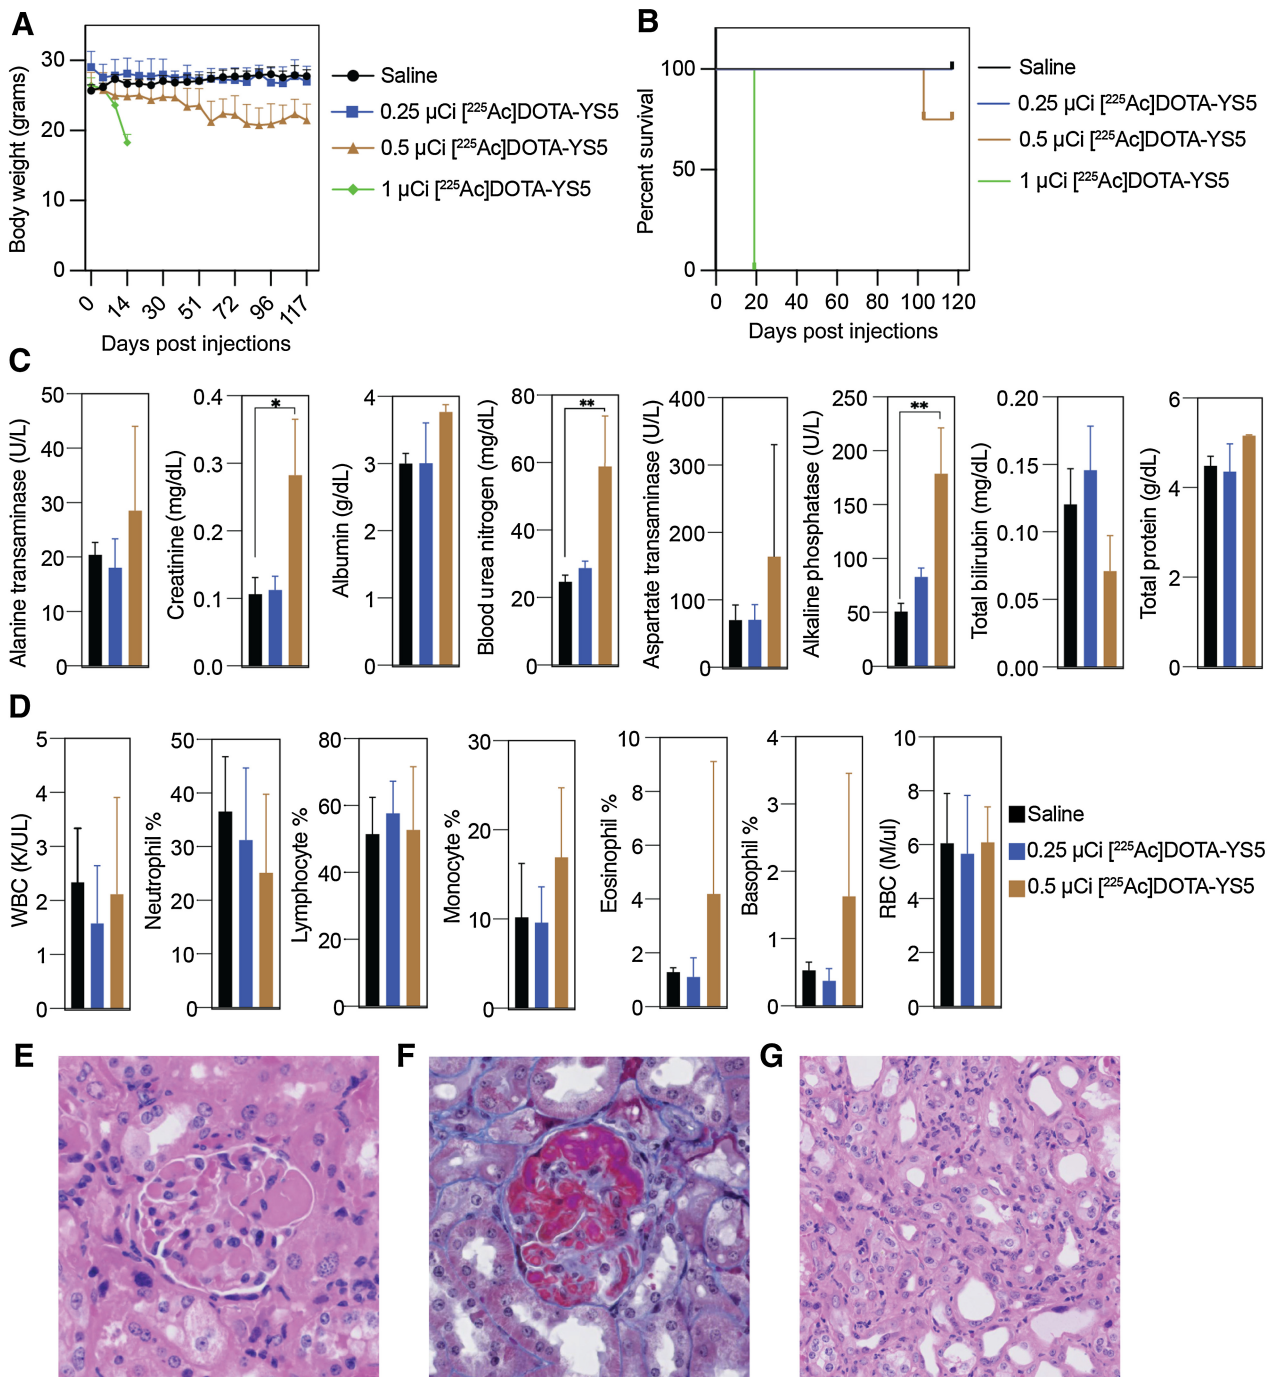 A
Body weight (grams)
30
20
10
0
0
14
30
51
72
96
117
Days post injections
Saline
0.25 µCi [²²⁵Ac]DOTA-YS5
0.5 µCi [²²⁵Ac]DOTA-YS5
1 µCi [²²⁵Ac]DOTA-YS5
B
Percent survival
100
50
0
0 20 40 60 80 100 120
Days post injections
Saline
0.25 µCi [²²⁵Ac]DOTA-YS5
0.5 µCi [²²⁵Ac]DOTA-YS5
1 µCi [²²⁵Ac]DOTA-YS5
C
Alanine transaminase (U/L)
50
40
30
20
10
0
Creatinine (mg/dL)
0.4
0.3
0.2
0.1
0.0
*
Albumin (g/dL)
4
3
2
1
0
Blood urea nitrogen (mg/dL)
80
60
40
20
0
**
Aspartate transaminase (U/L)
400
300
200
100
0
Alkaline phosphatase (U/L)
250
200
150
100
50
0
**
Total bilirubin (mg/dL)
0.20
0.15
0.10
0.05
0.00
Total protein (g/dL)
6
4
2
0
D
WBC (K/UL)
5
4
3
2
1
0
Neutrophil %
50
40
30
20
10
0
Lymphocyte %
80
60
40
20
0
Monocyte %
30
20
10
0
Eosinophil %
10
8
6
4
2
0
Basophil %
4
3
2
1
0
RBC (M/ul)
10
8
6
4
2
0
Saline
0.25 µCi [²²⁵Ac]DOTA-YS5
0.5 µCi [²²⁵Ac]DOTA-YS5
E
F
G